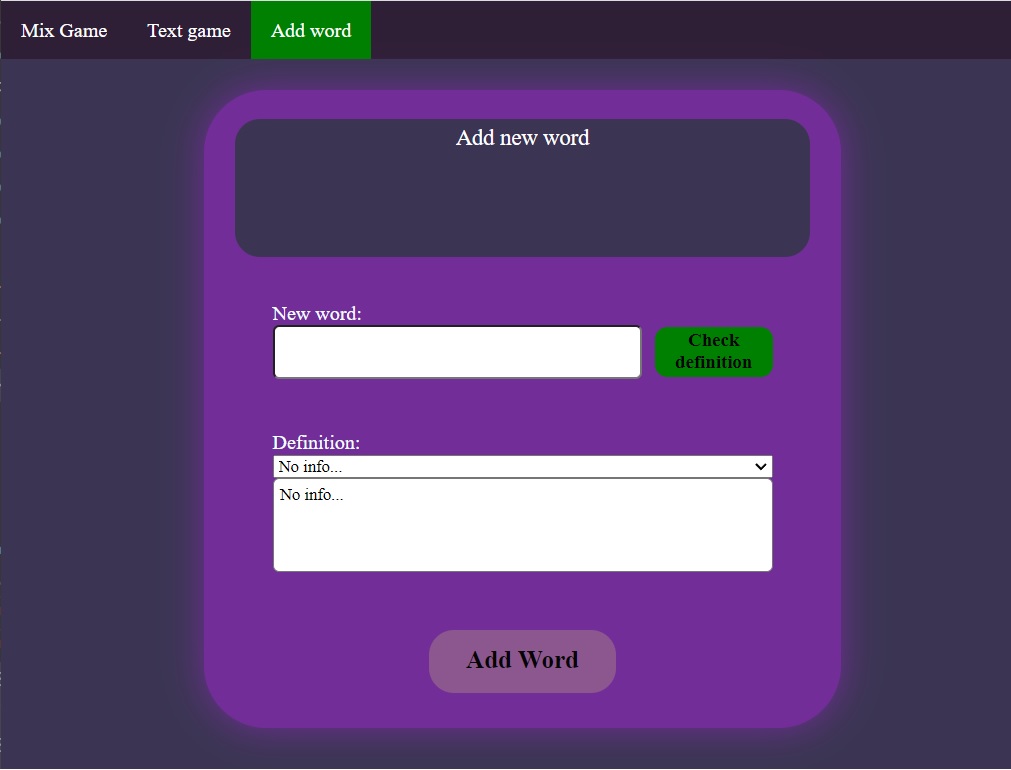 Mix Game Text game Add word
Add new word
New word:
Check
definition
Definition:
No info...
No info...
Add Word